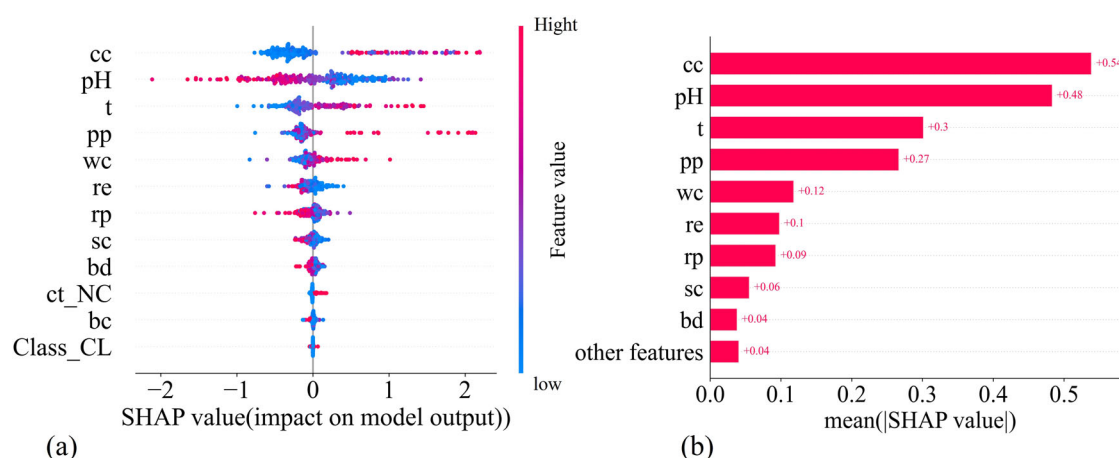 cc
pH
t
pp
wc
re
rp
sc
bd
ct_NC
bc
Class_CL
−2
−1
0
1
2
SHAP value(impact on model output))
(a)
Hight
Feature value
low
cc
pH
t
pp
wc
re
rp
sc
bd
other features
+0.54
+0.48
+0.3
+0.27
+0.12
+0.1
+0.09
+0.06
+0.04
+0.04
0.0
0.1
0.2
0.3
0.4
0.5
mean(|SHAP value|)
(b)